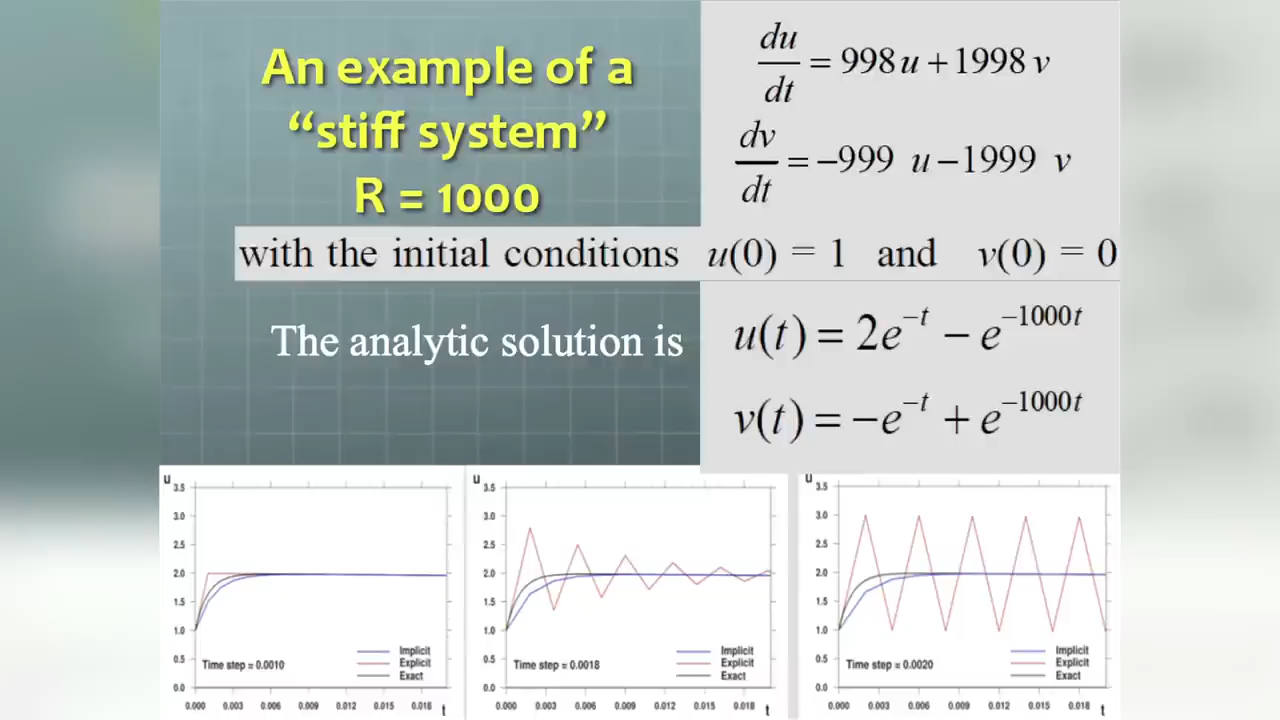 An example of a
“stiff system”
R = 1000
du/dt = 998 u + 1998 v
dv/dt = −999 u − 1999 v
with the initial conditions u(0) = 1 and v(0) = 0
The analytic solution is
u(t) = 2e^{−t} − e^{−1000t}
v(t) = −e^{−t} + e^{−1000t}
u
3.5
3.0
2.5
2.0
1.5
1.0
0.5
0.0
Time step = 0.0010
Implicit
Explicit
Exact
0.000 0.003 0.006 0.009 0.012 0.018 t
u
3.5
3.0
2.5
2.0
1.5
1.0
0.5
0.0
Time step = 0.0018
Implicit
Explicit
Exact
0.000 0.003 0.006 0.009 0.012 0.018 t
u
3.5
3.0
2.5
2.0
1.5
1.0
0.5
0.0
Time step = 0.0020
Implicit
Explicit
Exact
0.000 0.003 0.006 0.009 0.012 0.018 t